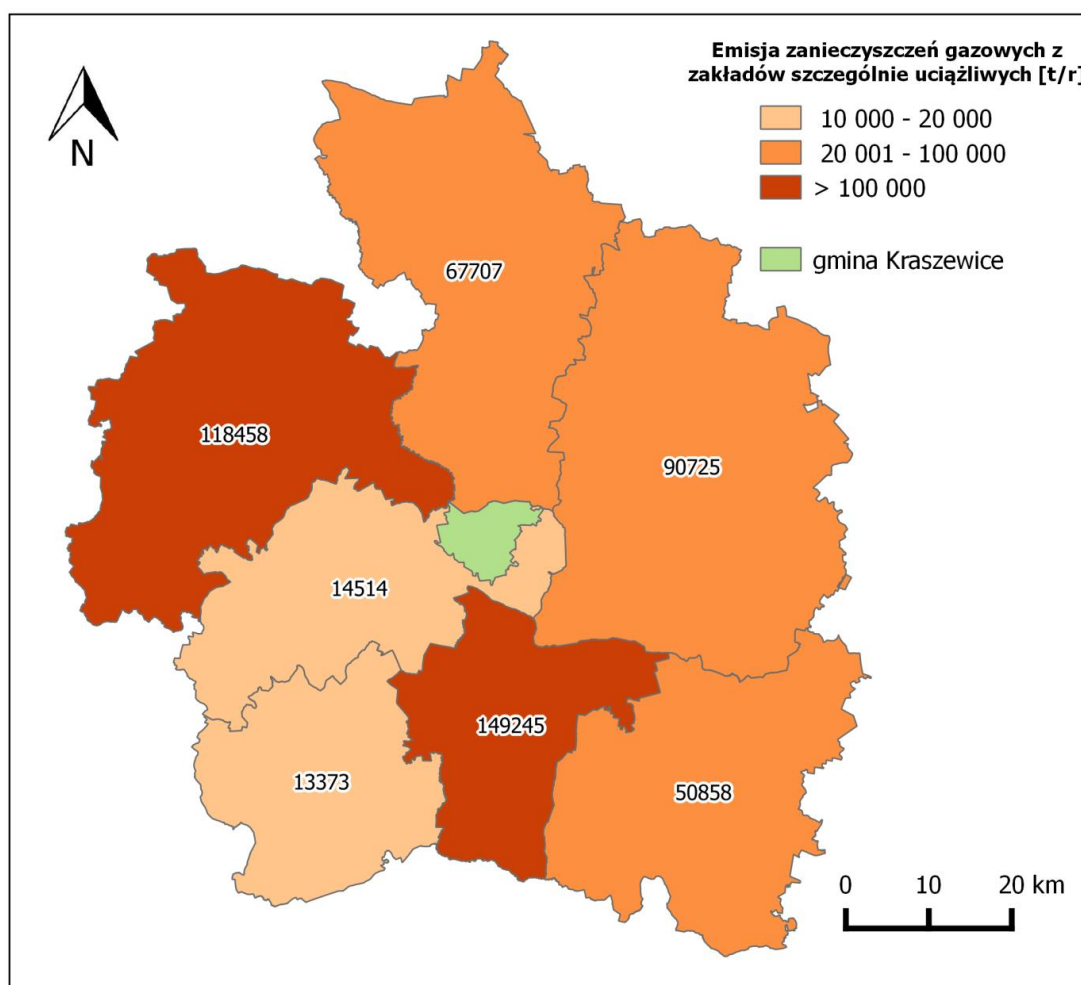 Emisja zanieczyszczeń gazowych z
zakładów szczególnie uciążliwych [t/r]
10 000 - 20 000
20 001 - 100 000
> 100 000
gmina Kraszewice
N
67707
118458
90725
14514
149245
13373
50858
0 10 20 km